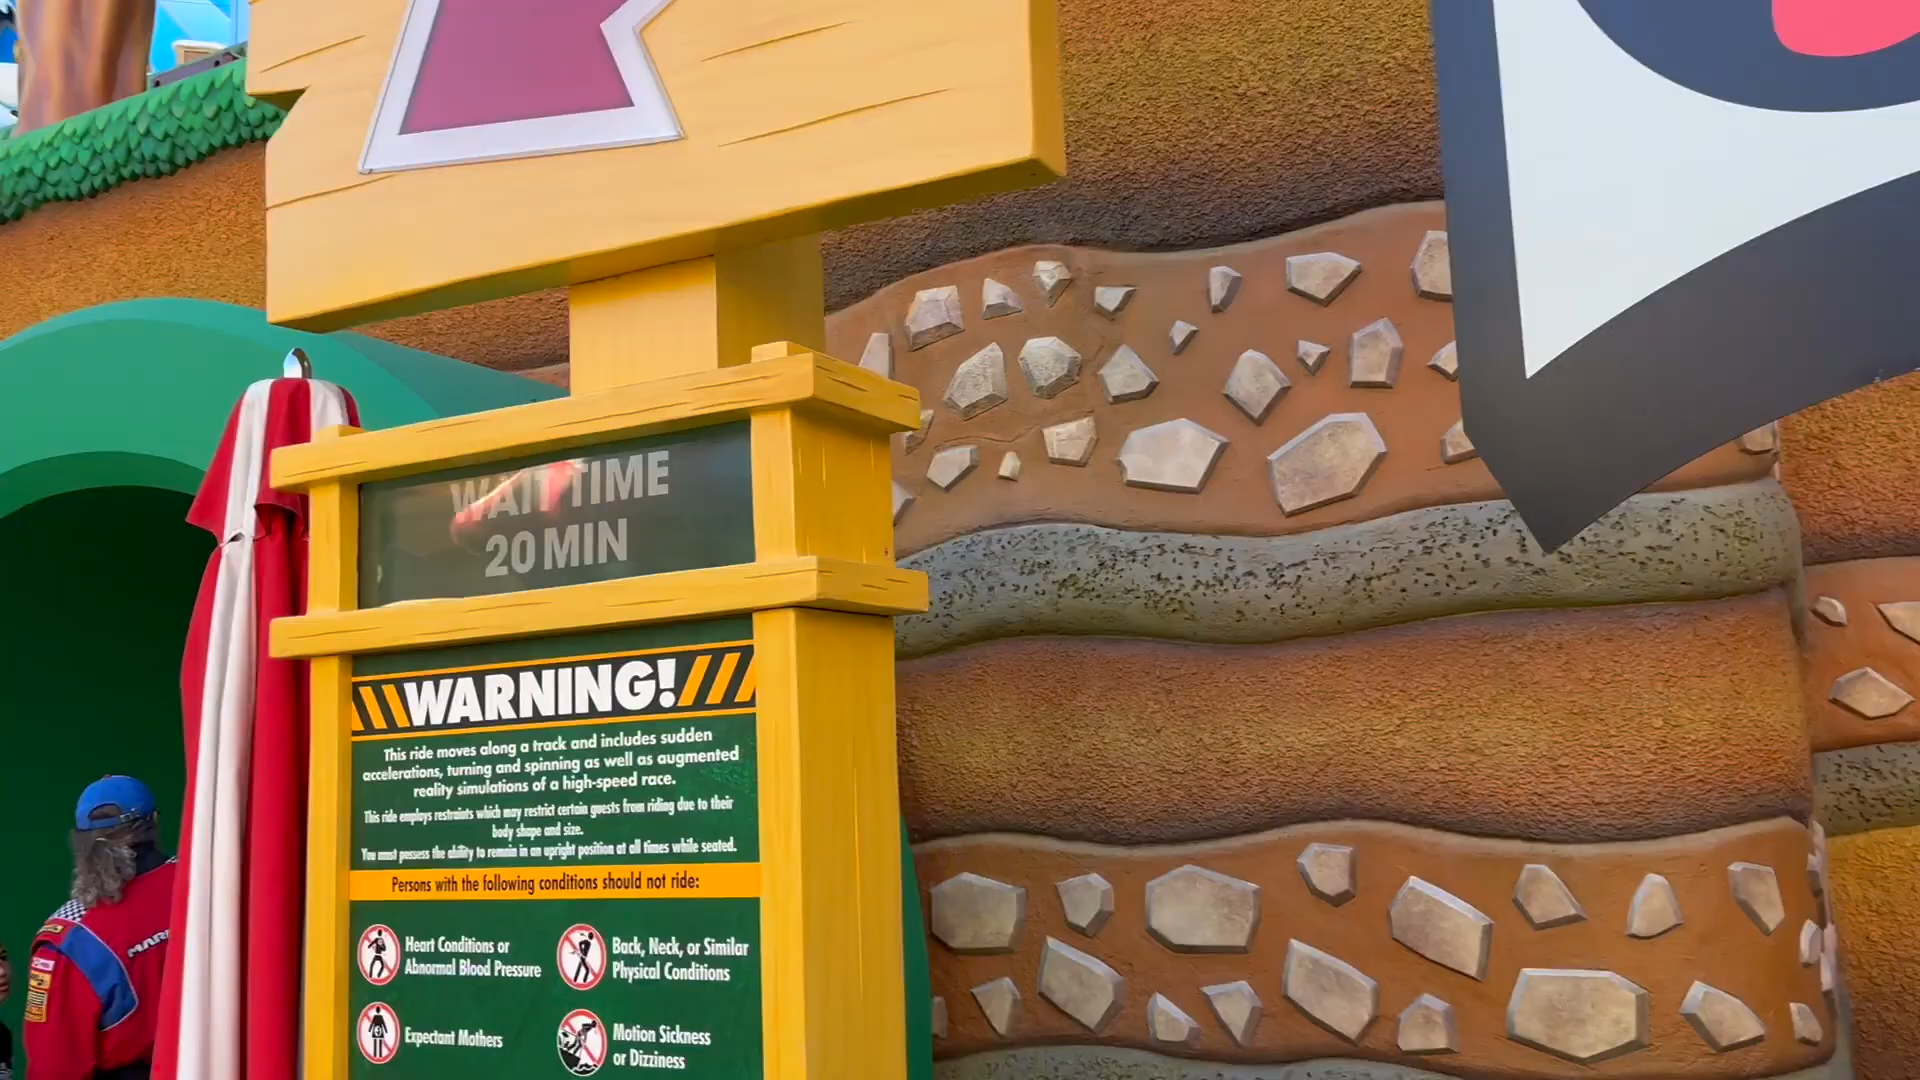 WAIT TIME
20 MIN
WARNING!
This ride moves along a track and includes sudden
accelerations, turning and spinning as well as augmented
reality simulations of a high-speed race.
This ride employs restraints which may restrict certain guests from riding due to their
body shape and size.
You must possess the ability to remain in an upright position at all times while seated.
Persons with the following conditions should not ride:
Heart Conditions or
Abnormal Blood Pressure
Back, Neck, or Similar
Physical Conditions
Expectant Mothers
Motion Sickness
or Dizziness
MAR